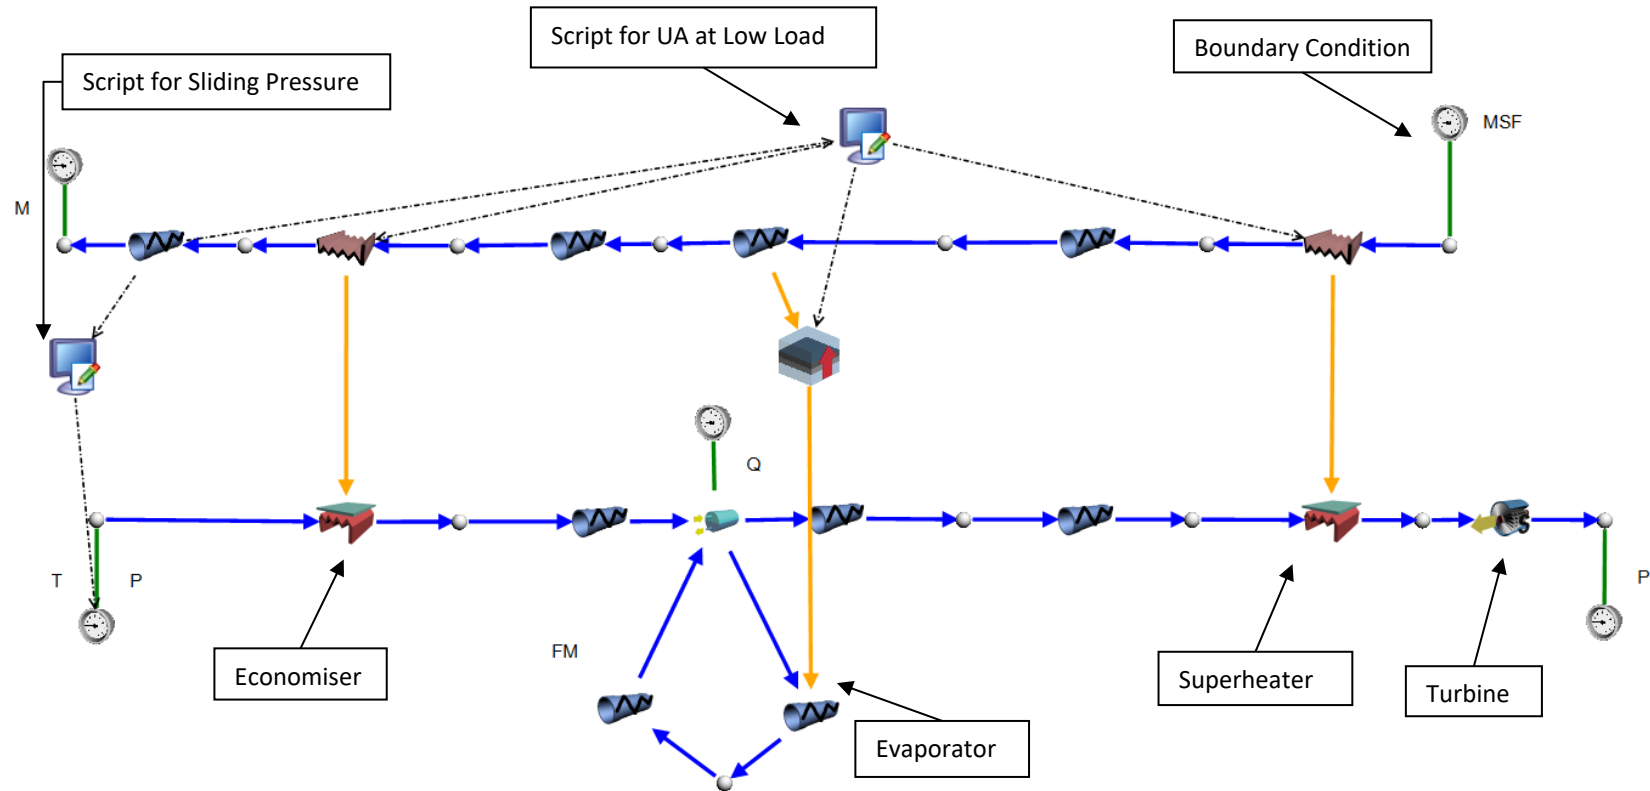 Script for UA at Low Load
Boundary Condition
Script for Sliding Pressure
MSF
M
Q
T
P
P
FM
Economiser
Superheater
Turbine
Evaporator